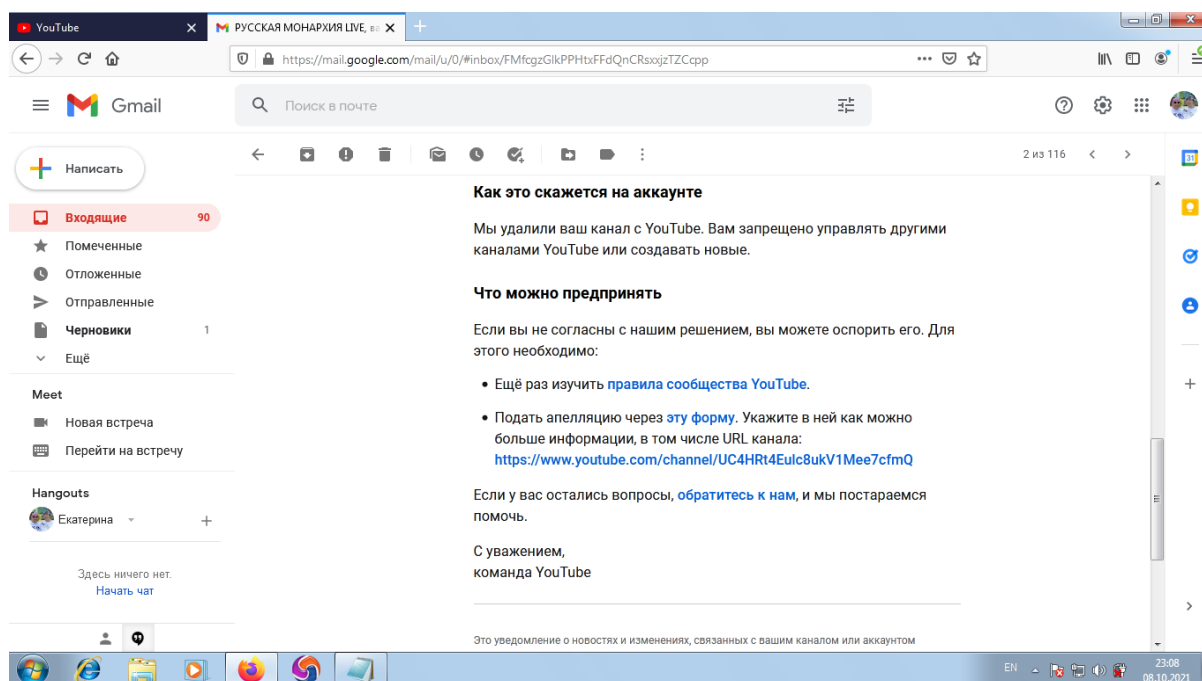 YouTube
РУССКАЯ МОНАРХИЯ LIVE, ва
https://mail.google.com/mail/u/0/#inbox/FMfcgzGlkPPHtxFFdQnCRsxxjzTZCcpp
Gmail
Поиск в почте
Написать
2 из 116
31
Входящие 90
Помеченные
Отложенные
Отправленные
Черновики 1
Ещё
Meet
Новая встреча
Перейти на встречу
Hangouts
Екатерина
Здесь ничего нет.
Начать чат
Как это скажется на аккаунте
Мы удалили ваш канал с YouTube. Вам запрещено управлять другими
каналами YouTube или создавать новые.
Что можно предпринять
Если вы не согласны с нашим решением, вы можете оспорить его. Для
этого необходимо:
• Ещё раз изучить правила сообщества YouTube.
• Подать апелляцию через эту форму. Укажите в ней как можно
больше информации, в том числе URL канала:
https://www.youtube.com/channel/UC4HRt4Eulc8ukV1Mee7cfmQ
Если у вас остались вопросы, обратитесь к нам, и мы постараемся
помочь.
С уважением,
команда YouTube
Это уведомление о новостях и изменениях, связанных с вашим каналом или аккаунтом
EN
23:08
08.10.2021